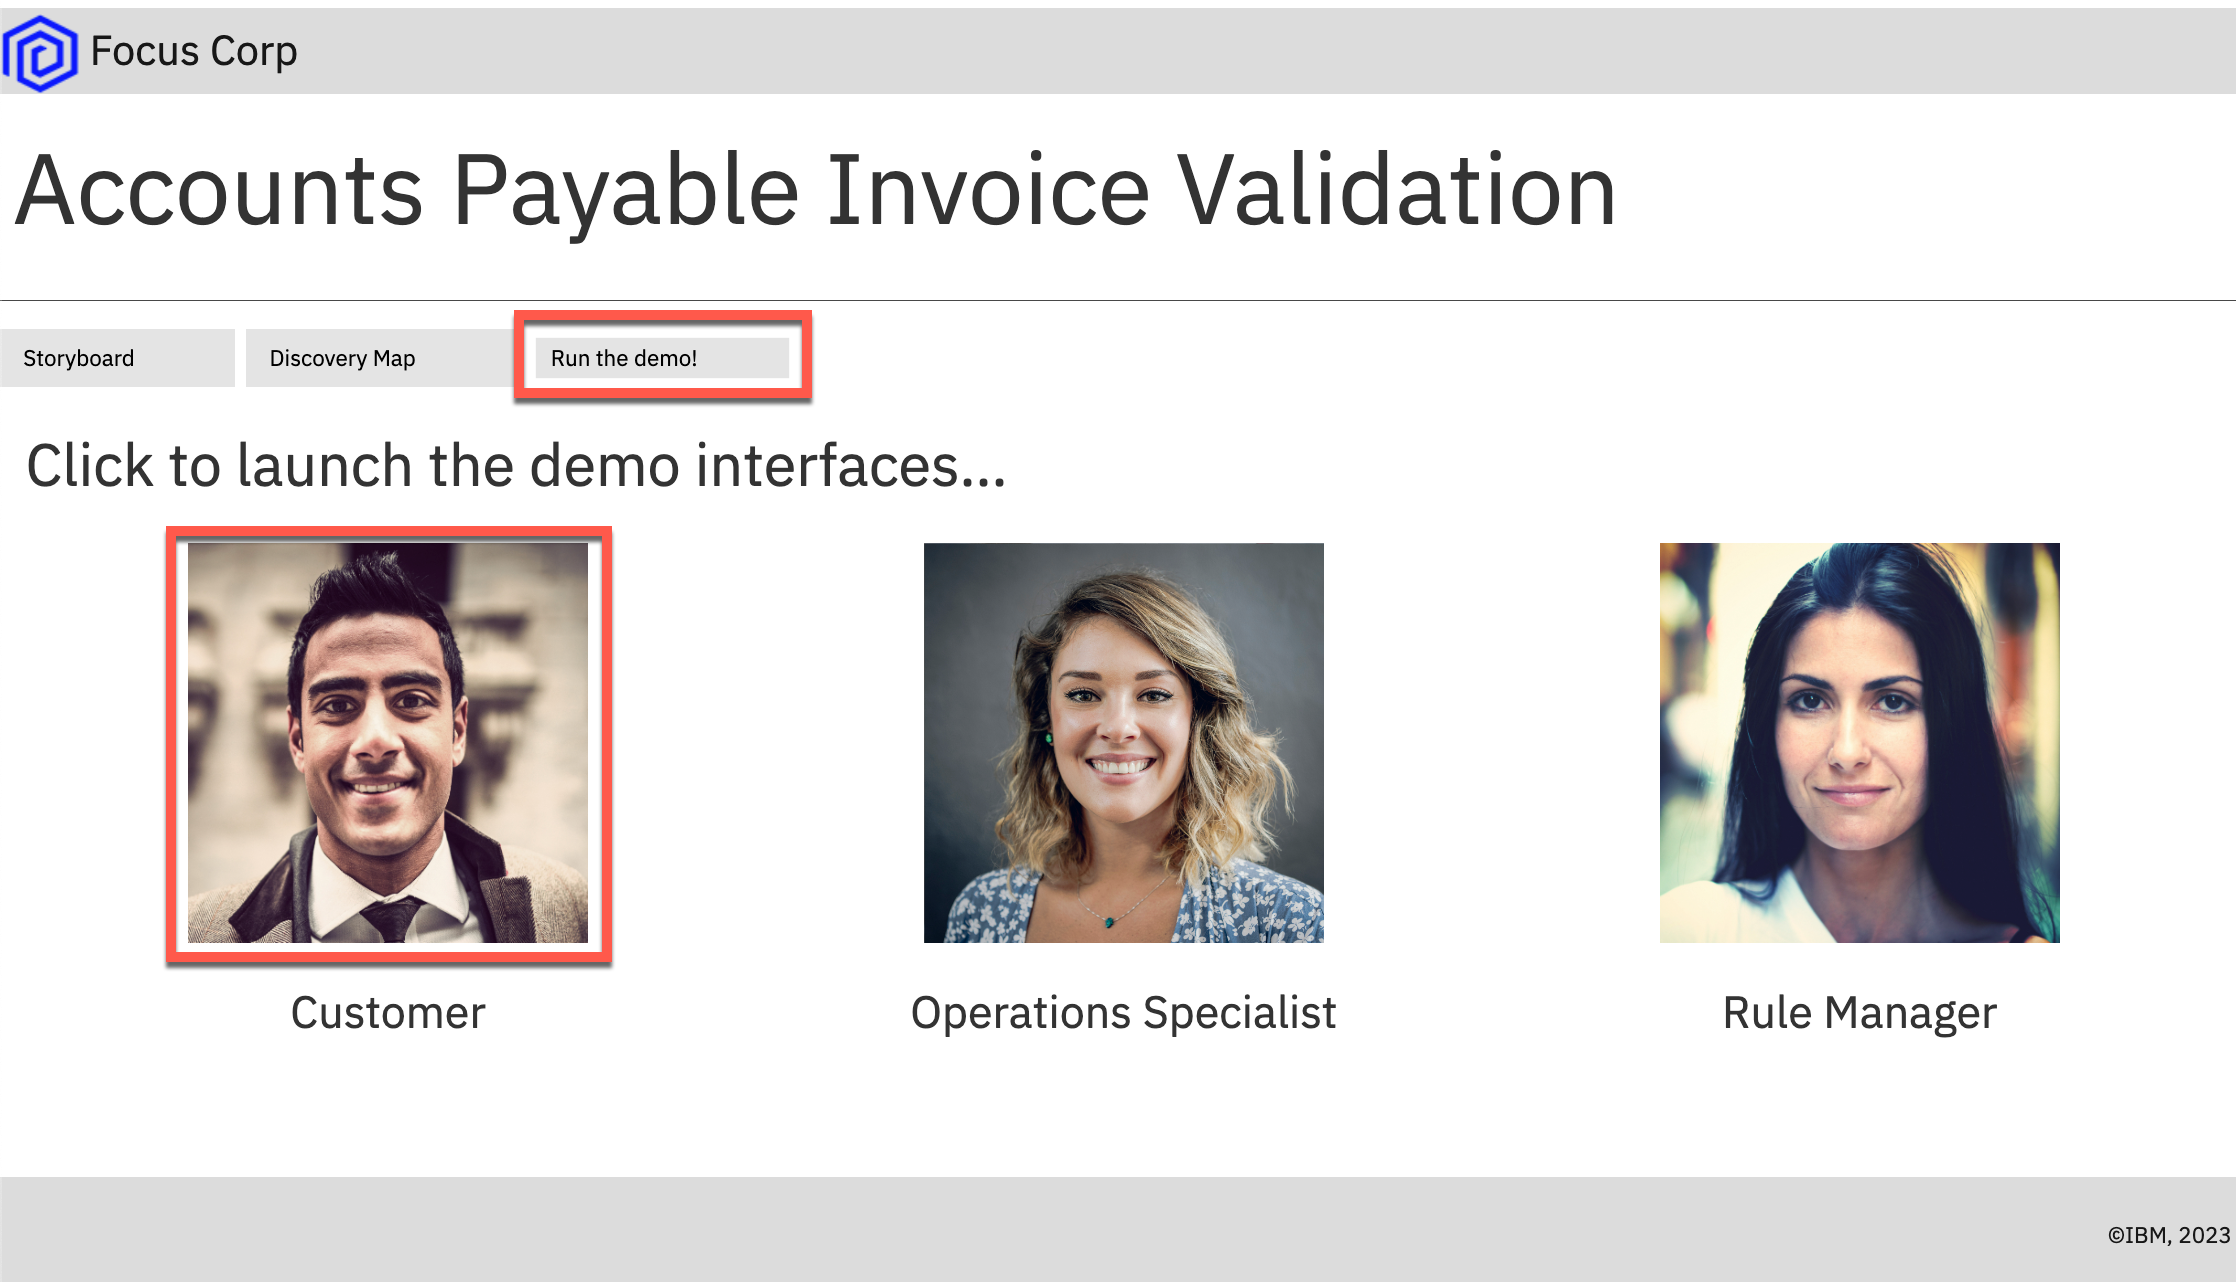 Focus Corp
Accounts Payable Invoice Validation
Storyboard
Discovery Map
Run the demo!
Click to launch the demo interfaces...
Customer
Operations Specialist
Rule Manager
©IBM, 2023